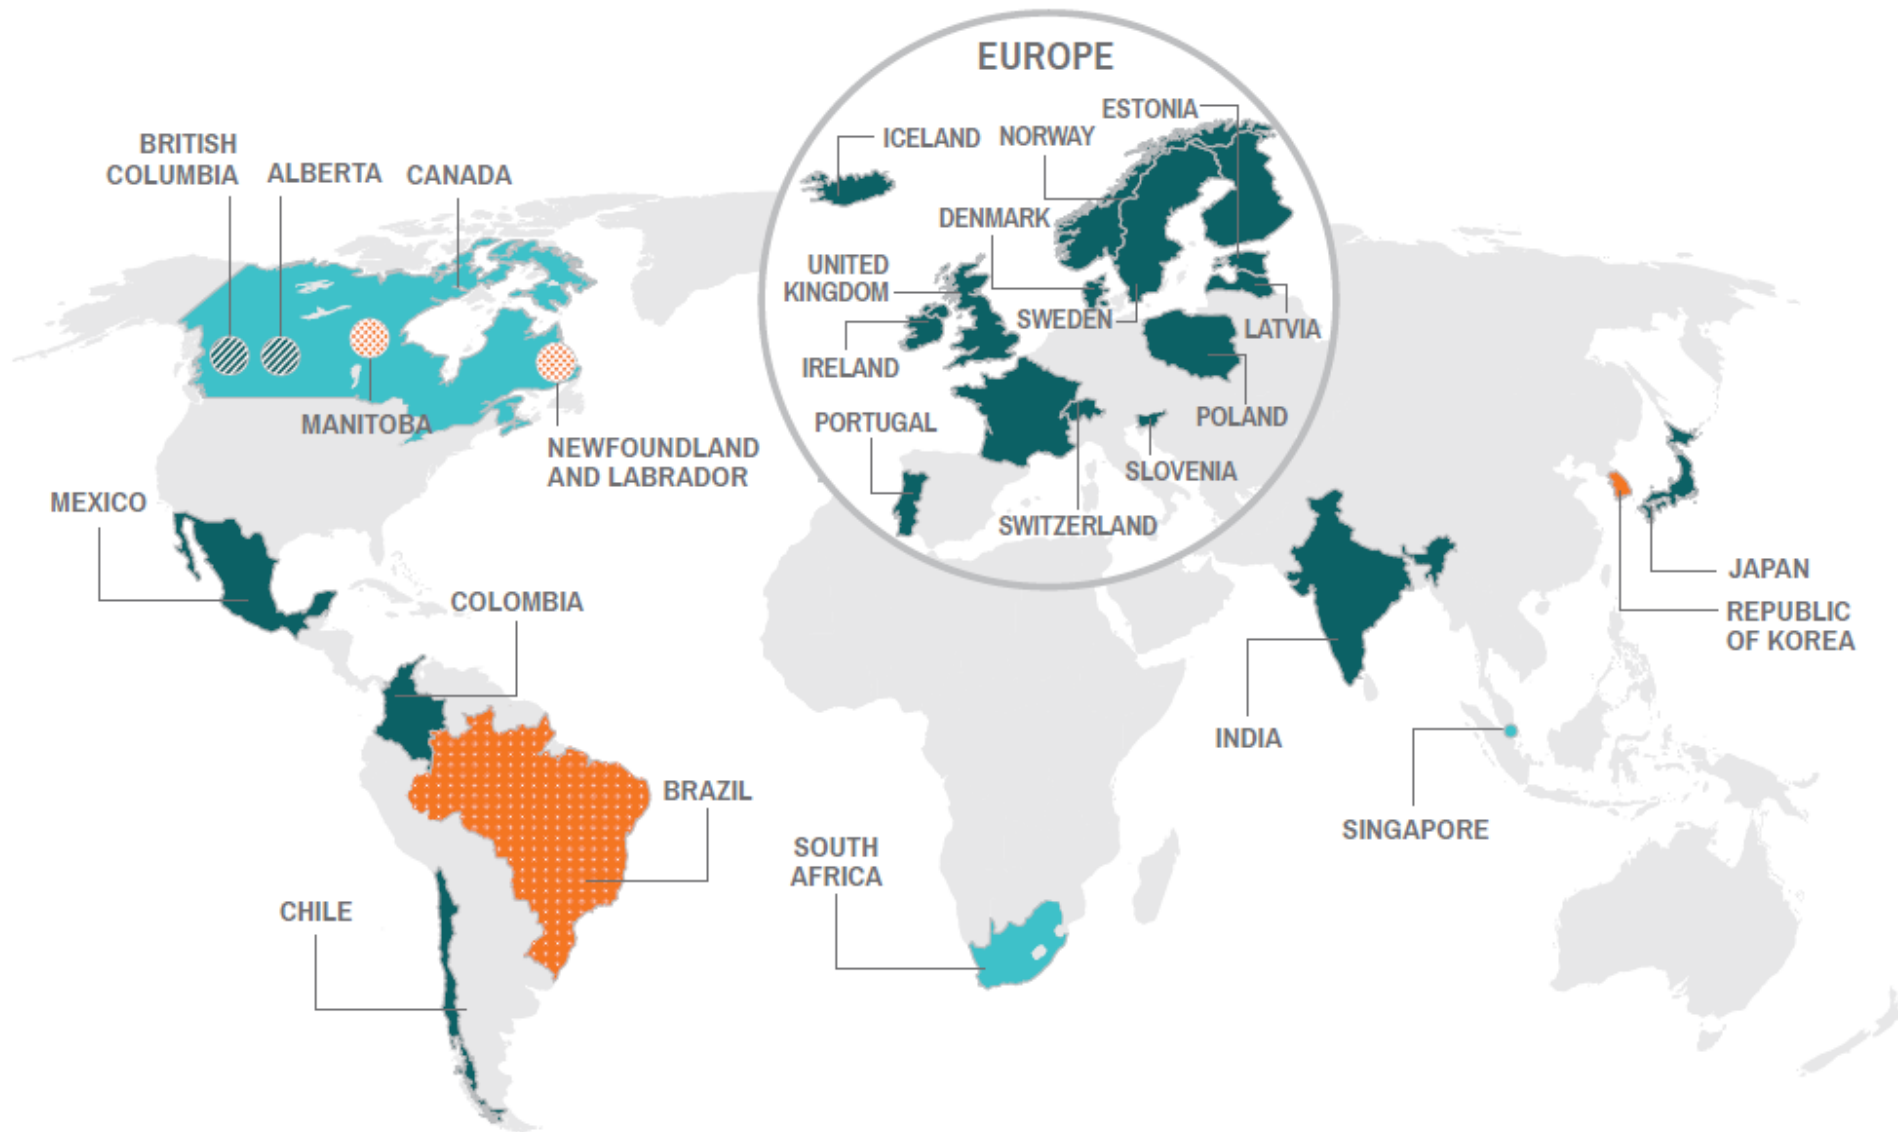 EUROPE
ESTONIA
ICELAND
NORWAY
BRITISH
COLUMBIA
ALBERTA
CANADA
DENMARK
UNITED
KINGDOM
SWEDEN
LATVIA
IRELAND
MANITOBA
PORTUGAL
POLAND
NEWFOUNDLAND
AND LABRADOR
SLOVENIA
MEXICO
SWITZERLAND
JAPAN
COLOMBIA
REPUBLIC
OF KOREA
INDIA
BRAZIL
SINGAPORE
SOUTH
AFRICA
CHILE